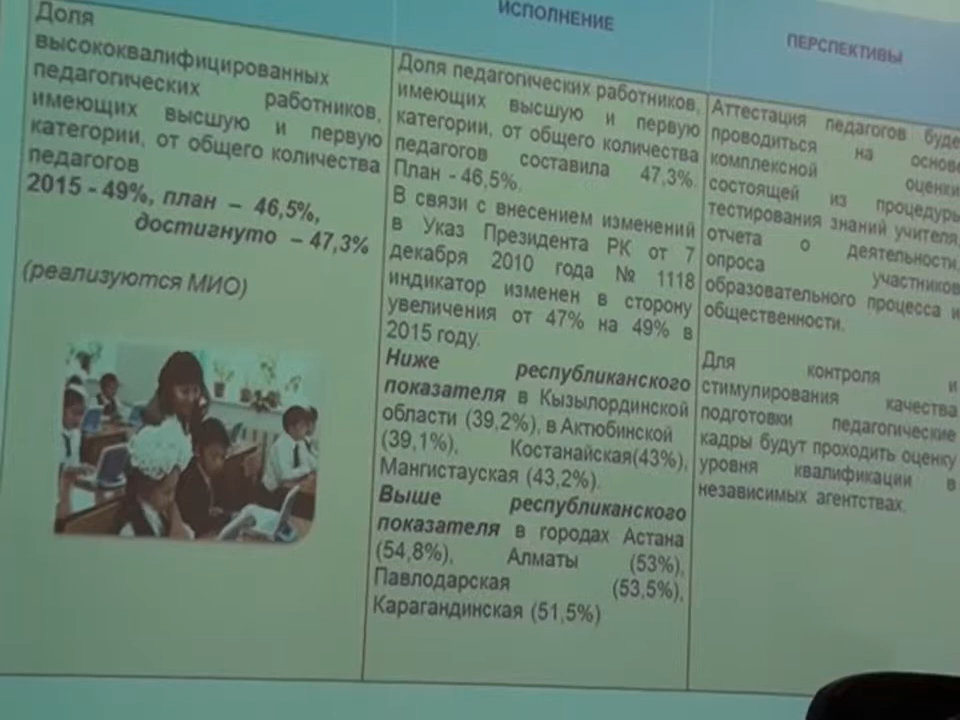 ИСПОЛНЕНИЕ
ПЕРСПЕКТИВЫ
Доля
высококвалифицированных
педагогических работников,
имеющих высшую и первую
категории, от общего количества
педагогов
2015 - 49%, план – 46,5%,
достигнуто – 47,3%
(реализуются МИО)
Доля педагогических работников,
имеющих высшую и первую
категории, от общего количества
педагогов составила 47,3%.
План - 46,5%.
В связи с внесением изменений
в Указ Президента РК от 7
декабря 2010 года № 1118
индикатор изменен в сторону
увеличения от 47% на 49% в
2015 году.
Ниже республиканского
показателя в Кызылординской
области (39,2%), в Актюбинской
(39,1%), Костанайская(43%),
Мангистауская (43,2%).
Выше республиканского
показателя в городах Астана
(54,8%), Алматы (53%),
Павлодарская (53,5%),
Карагандинская (51,5%)
Аттестация педагогов буде
проводиться на основе
комплексной оценки
состоящей из процедуры
тестирования знаний учителя,
отчета о деятельности,
опроса участников
образовательного процесса и
общественности.
Для контроля и
стимулирования качества
подготовки педагогические
кадры будут проходить оценку
уровня квалификации в
независимых агентствах.